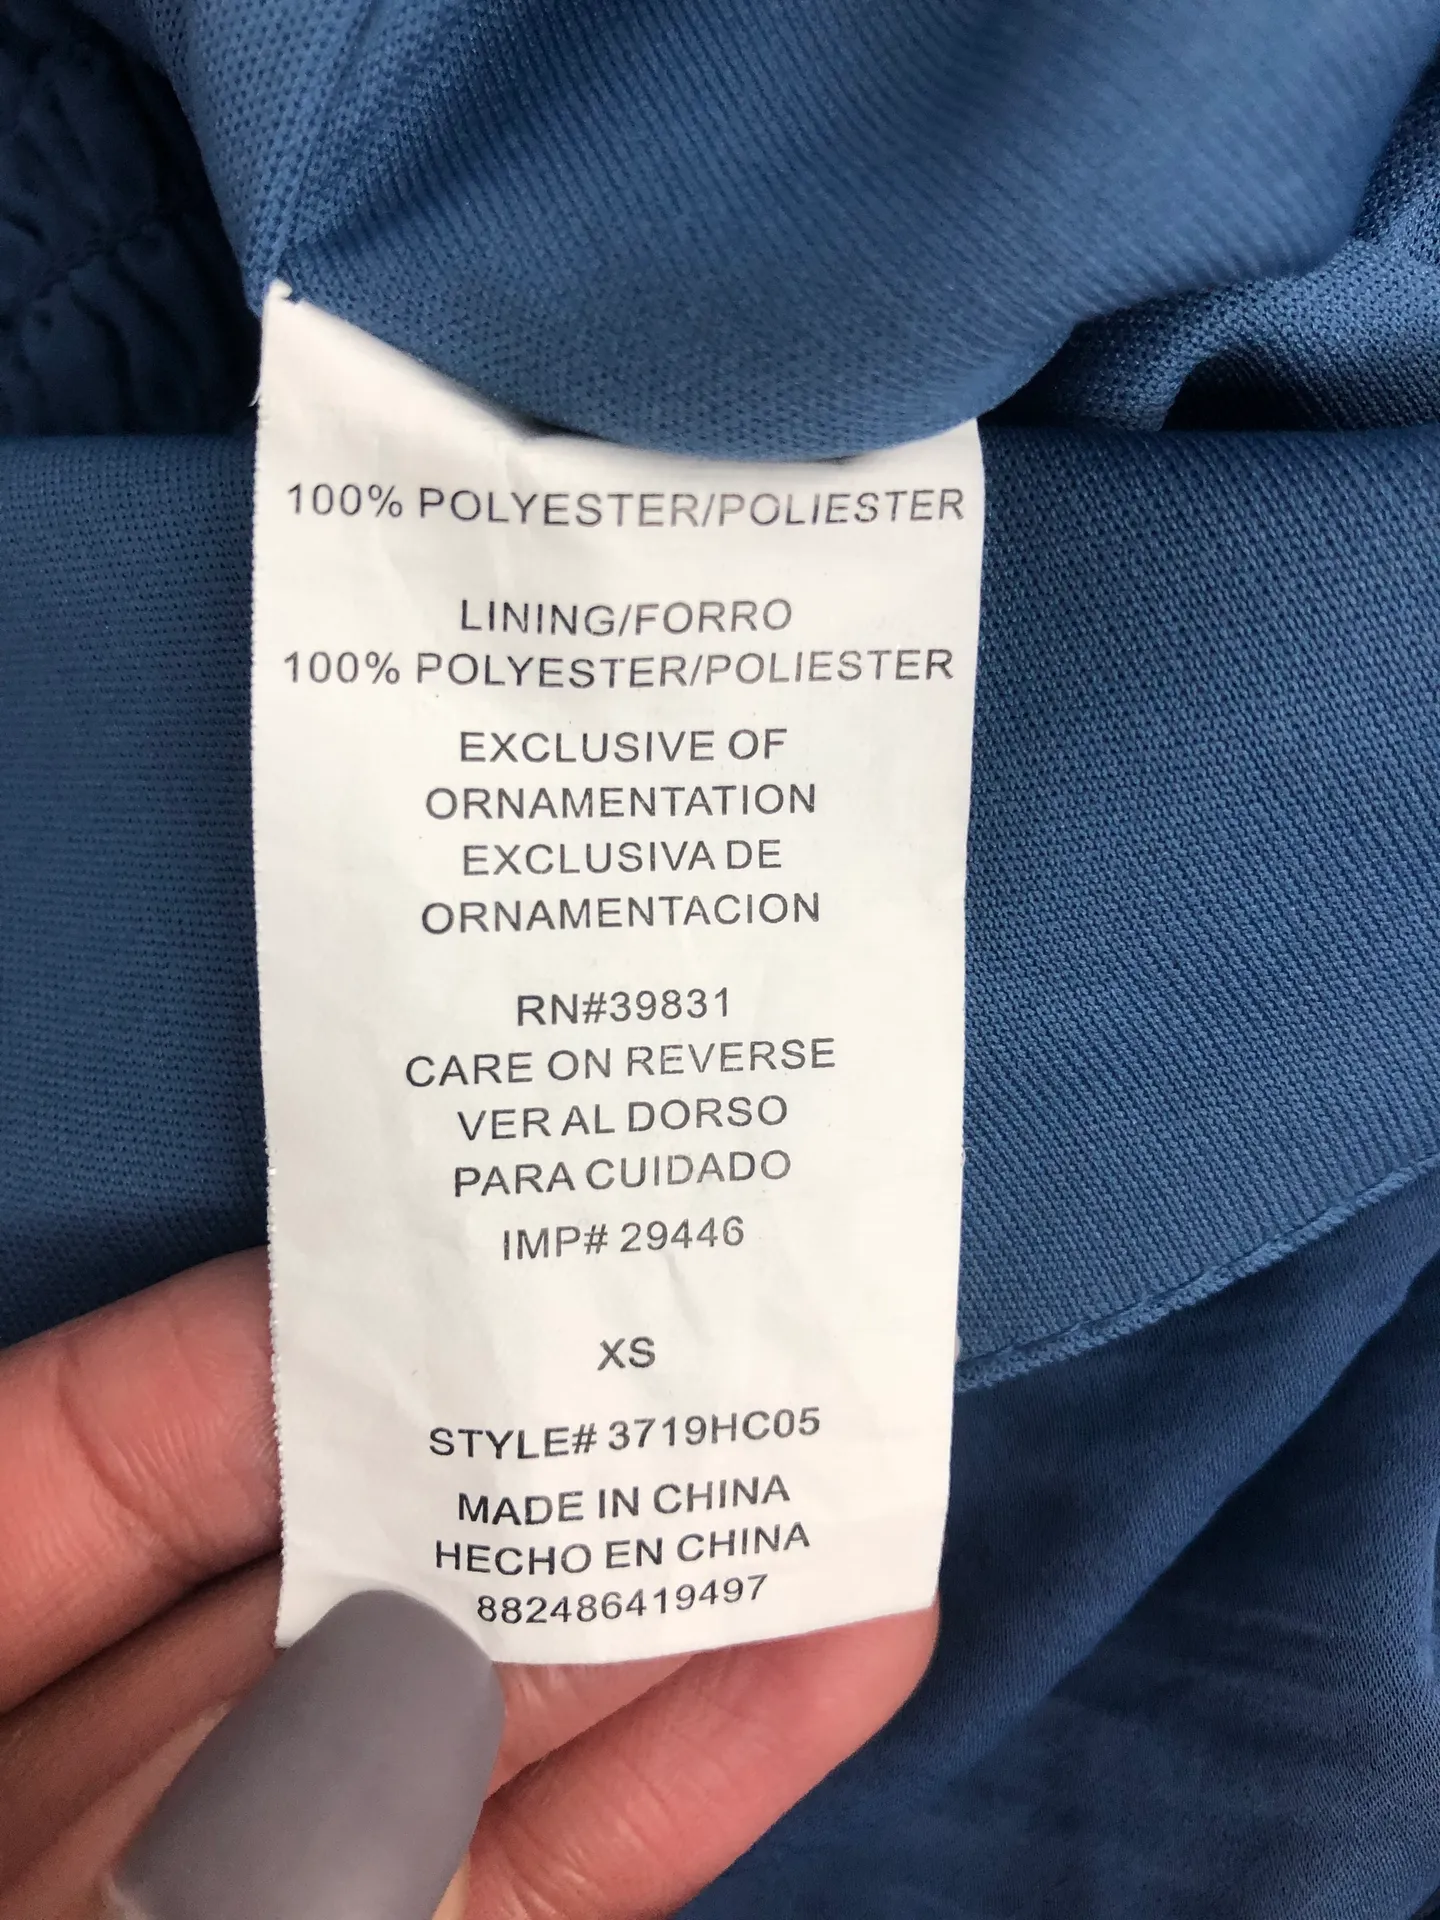 100% POLYESTER/POLIESTER
LINING/FORRO
100% POLYESTER/POLIESTER
EXCLUSIVE OF
ORNAMENTATION
EXCLUSIVA DE
ORNAMENTACION
RN#39831
CARE ON REVERSE
VER AL DORSO
PARA CUIDADO
IMP# 29446
XS
STYLE# 3719HC05
MADE IN CHINA
HECHO EN CHINA
882486419497